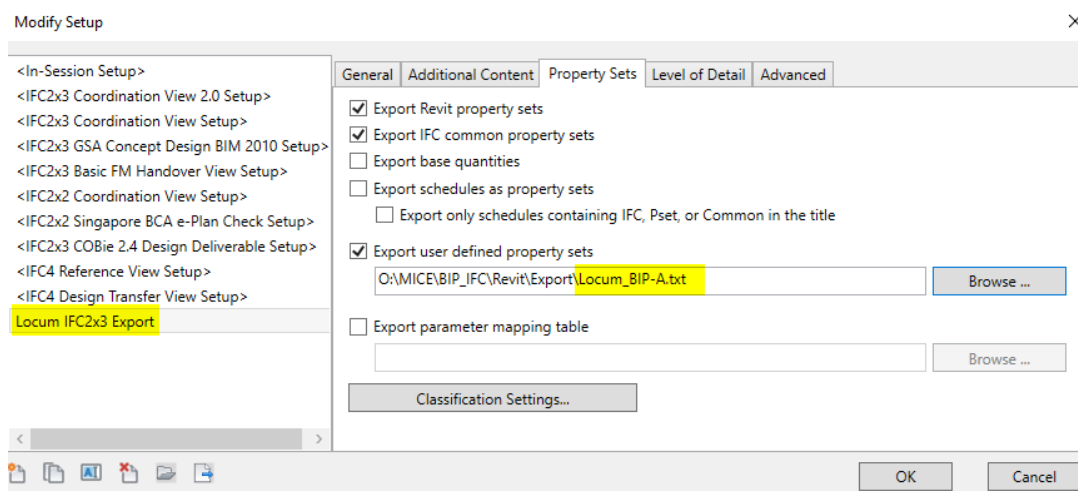 Modify Setup
<In-Session Setup>
<IFC2x3 Coordination View 2.0 Setup>
<IFC2x3 Coordination View Setup>
<IFC2x3 GSA Concept Design BIM 2010 Setup>
<IFC2x3 Basic FM Handover View Setup>
<IFC2x2 Coordination View Setup>
<IFC2x2 Singapore BCA e-Plan Check Setup>
<IFC2x3 COBie 2.4 Design Deliverable Setup>
<IFC4 Reference View Setup>
<IFC4 Design Transfer View Setup>
Locum IFC2x3 Export
General Additional Content Property Sets Level of Detail Advanced
Export Revit property sets
Export IFC common property sets
Export base quantities
Export schedules as property sets
Export only schedules containing IFC, Pset, or Common in the title
Export user defined property sets
O:\MICE\BIP_IFC\Revit\Export\Locum_BIP-A.txt
Browse ...
Export parameter mapping table
Browse ...
Classification Settings...
AI
OK
Cancel